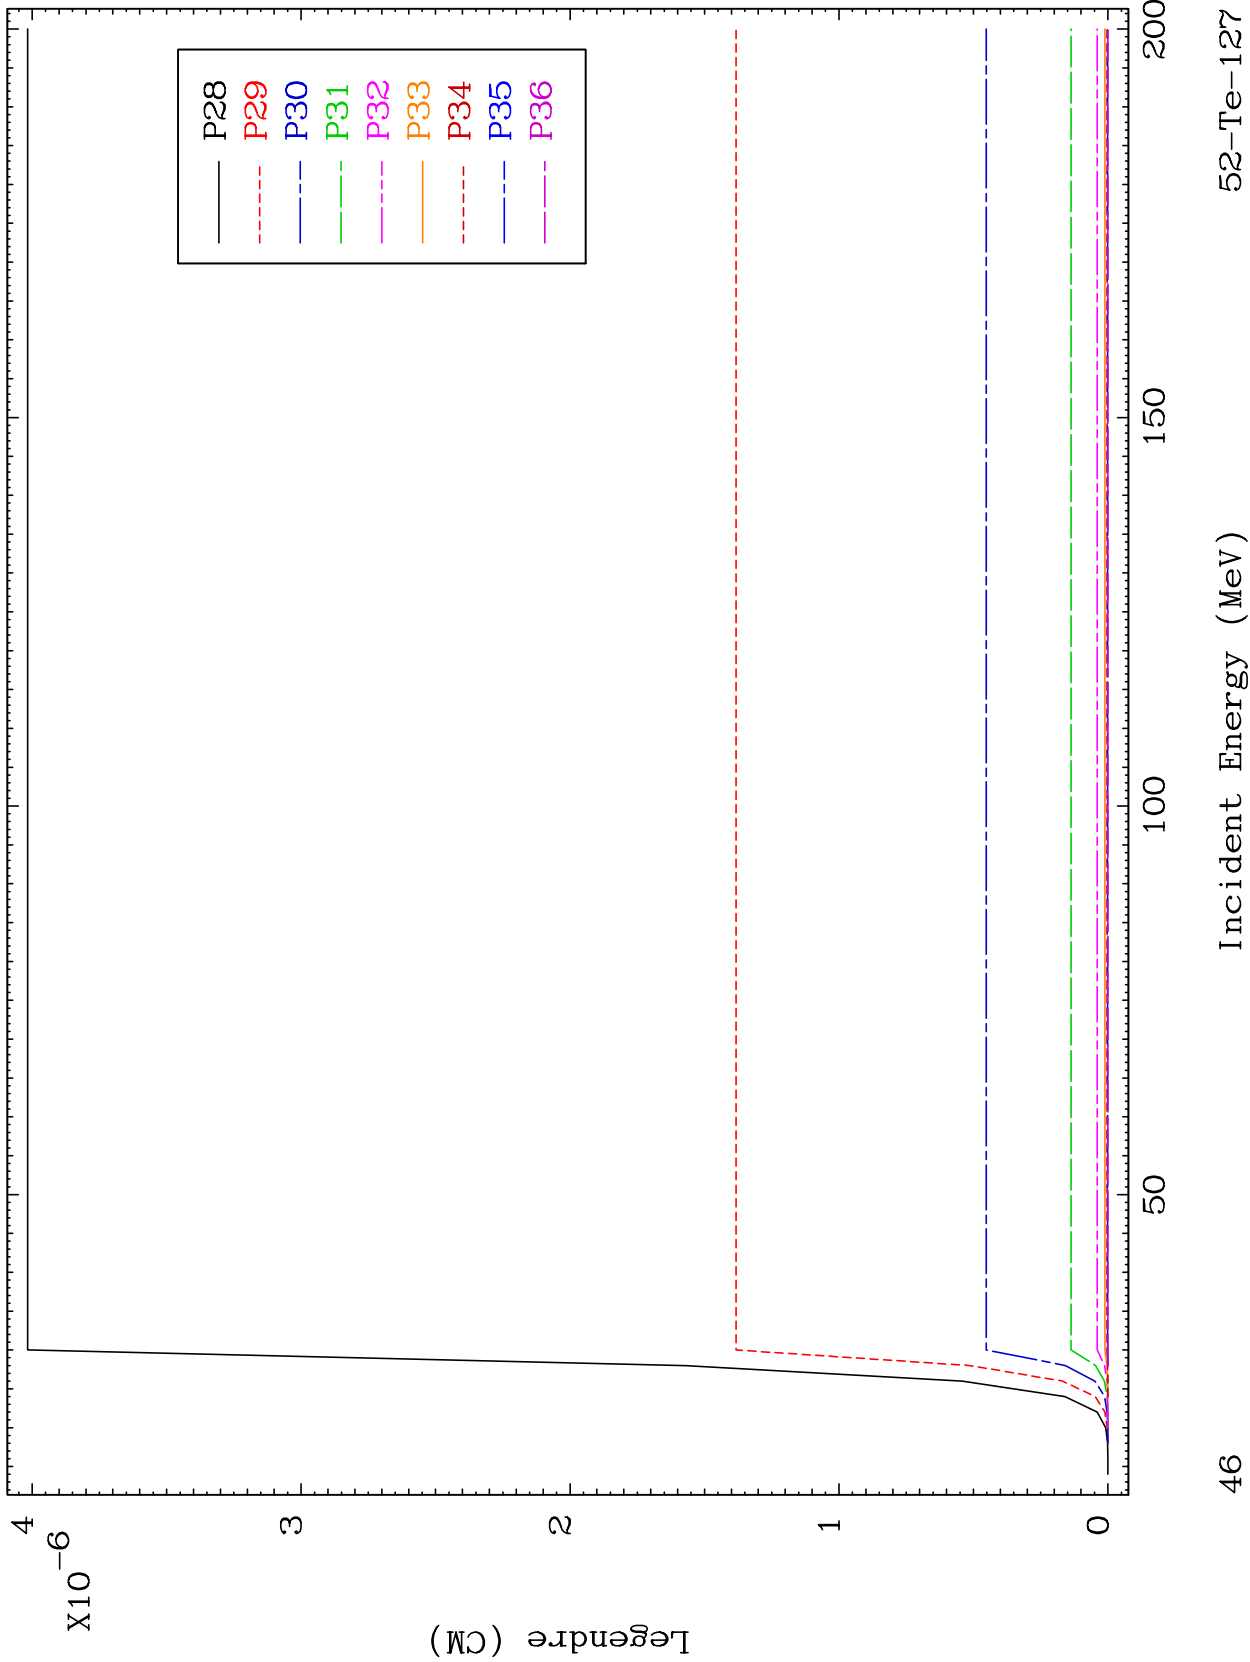 4
3
2
1
0
X10-6
Legendre (CM)
P28
P29
P30
P31
P32
P33
P34
P35
P36
50
100
150
200
Incident Energy (MeV)
46
52-Te-127